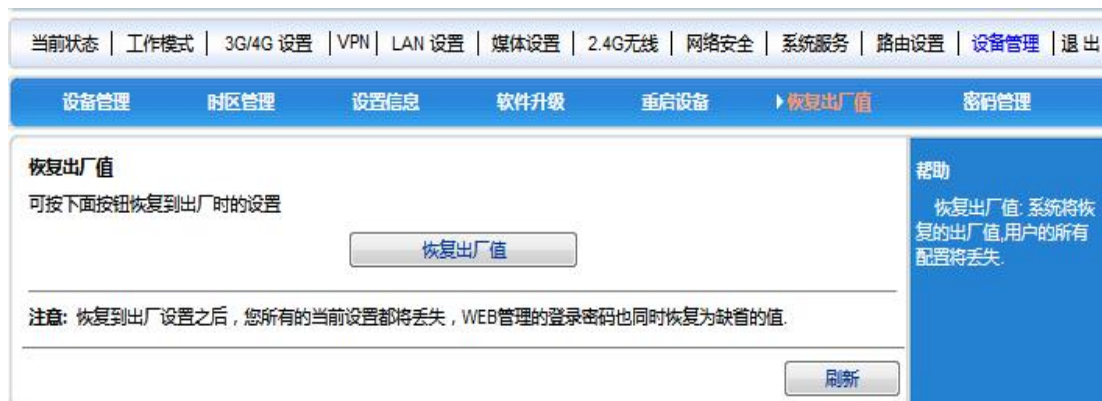 当前状态 | 工作模式 | 3G/4G 设置 | VPN | LAN 设置 | 媒体设置 | 2.4G无线 | 网络安全 | 系统服务 | 路由设置 | 设备管理 | 退出
设备管理 时区管理 设置信息 软件升级 重启设备 恢复出厂值 密码管理
恢复出厂值
可按下面按钮恢复到出厂时的设置
恢复出厂值
注意: 恢复到出厂设置之后，您所有的当前设置都将丢失，WEB管理的登录密码也同时恢复为缺省的值.
刷新
帮助
恢复出厂值: 系统将恢
复的出厂值,用户的所有
配置将丢失.